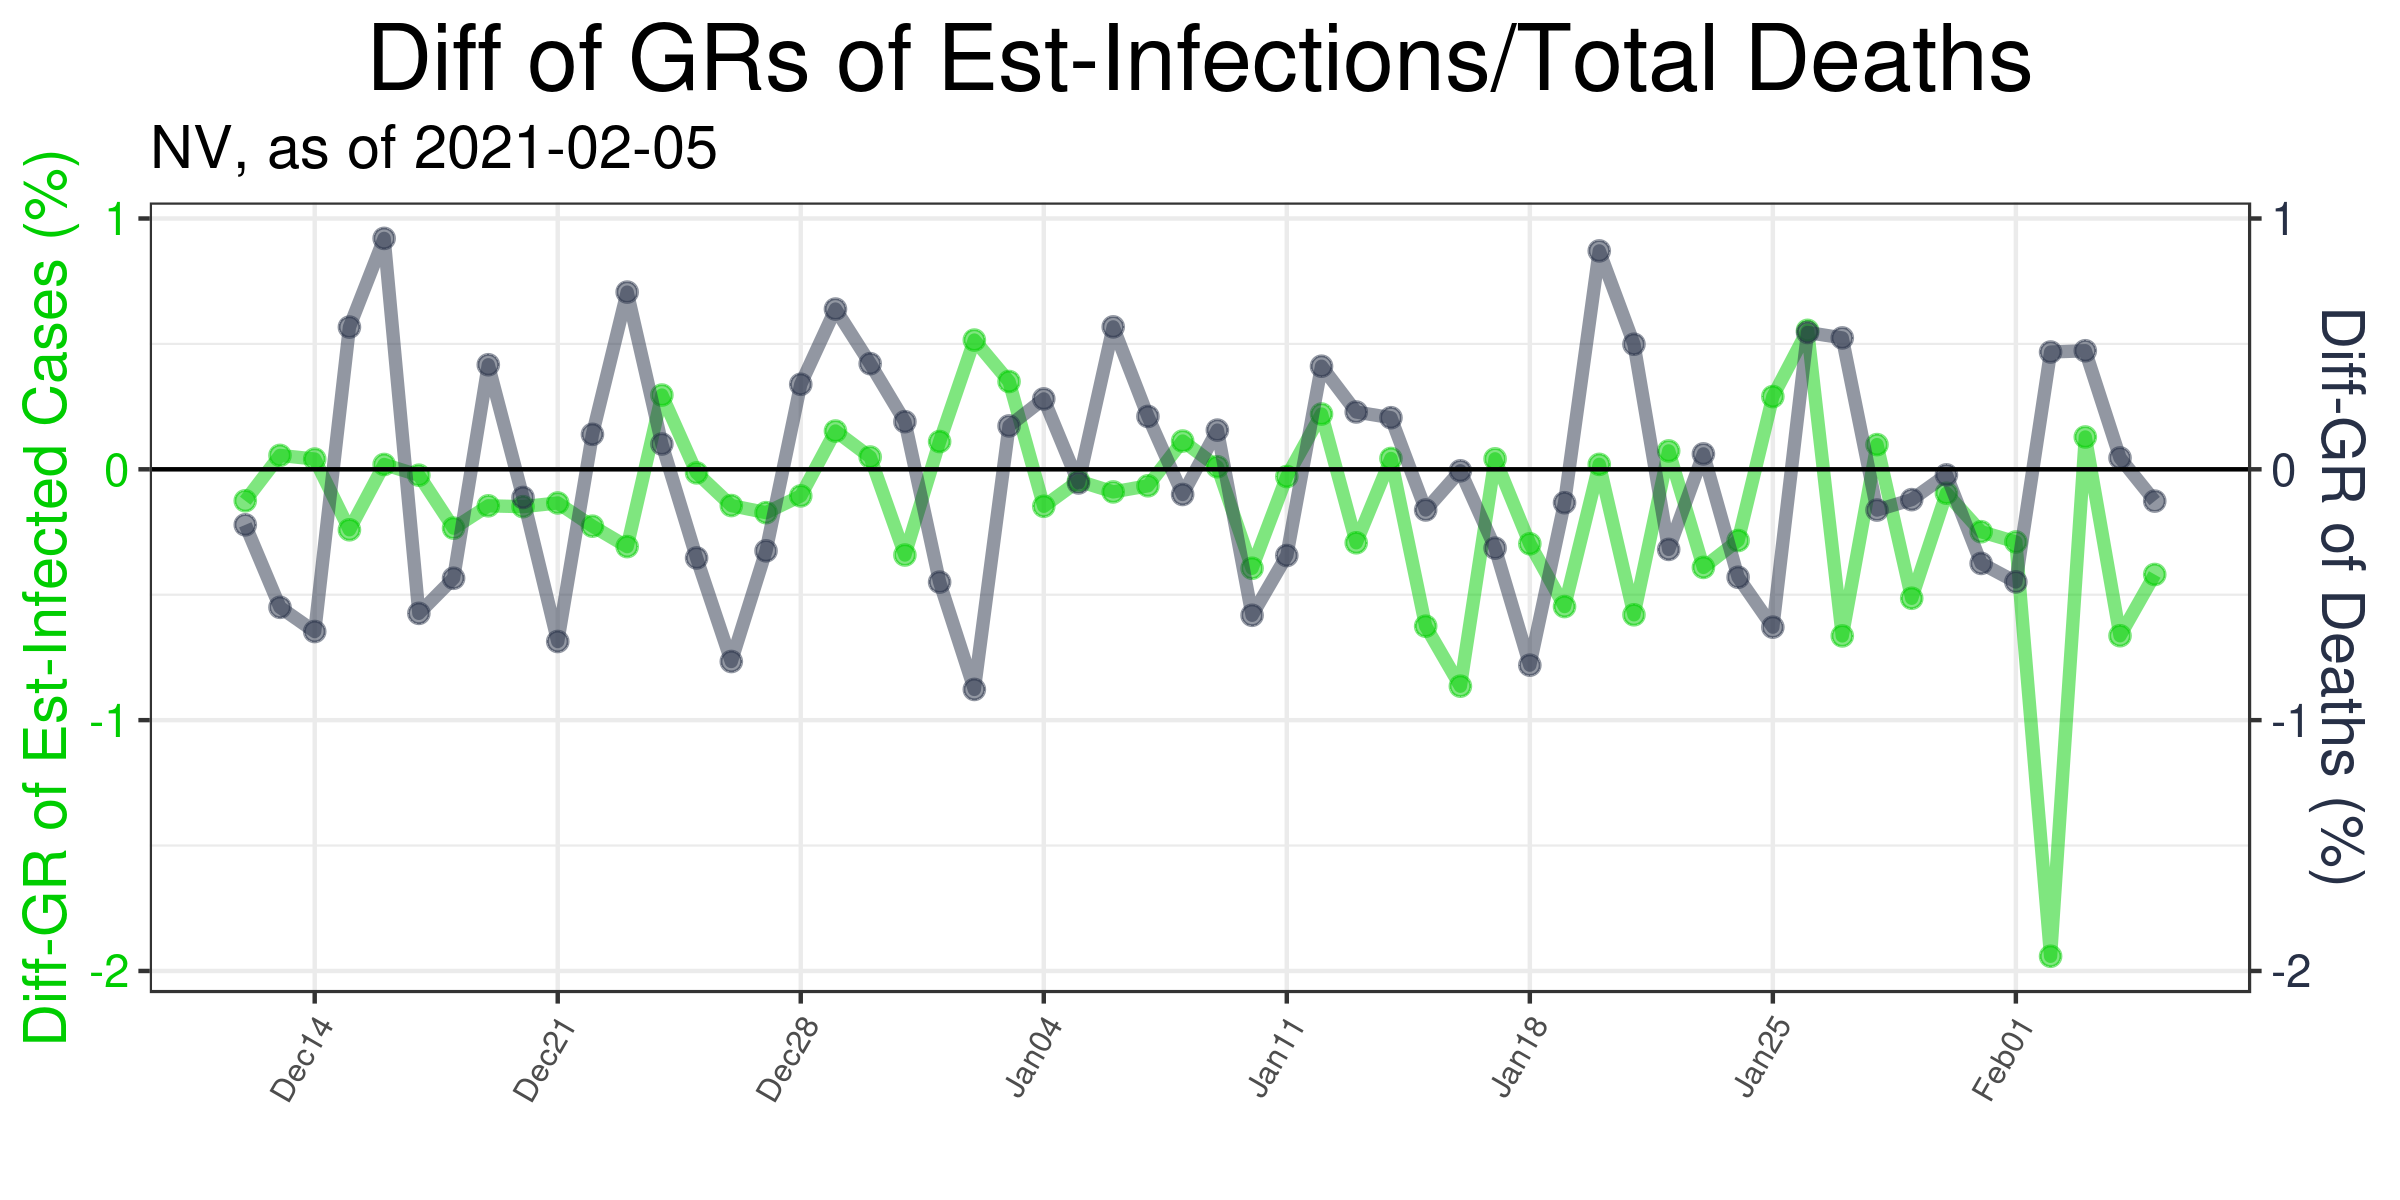 Diff of GRs of Est-Infections/Total Deaths
NV, as of 2021-02-05
Diff-GR of Est-Infected Cases (%)
1
0
-1
-2
1
0
-1
-2
Diff-GR of Deaths (%)
Dec14
Dec21
Dec28
Jan04
Jan11
Jan18
Jan25
Feb01